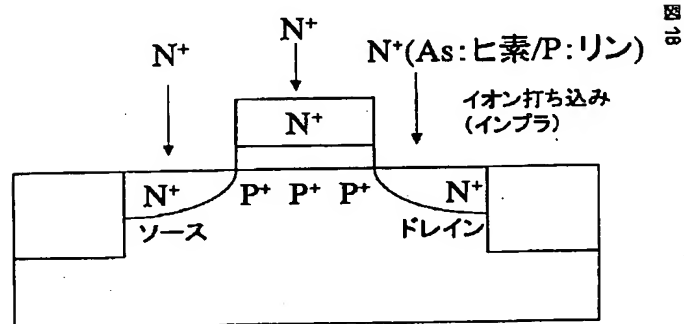 図18
N⁺
N⁺
N⁺(As:ヒ素/P:リン)
イオン打ち込み
(インプラ)
N⁺
N⁺
P⁺ P⁺ P⁺
N⁺
ソース
ドレイン